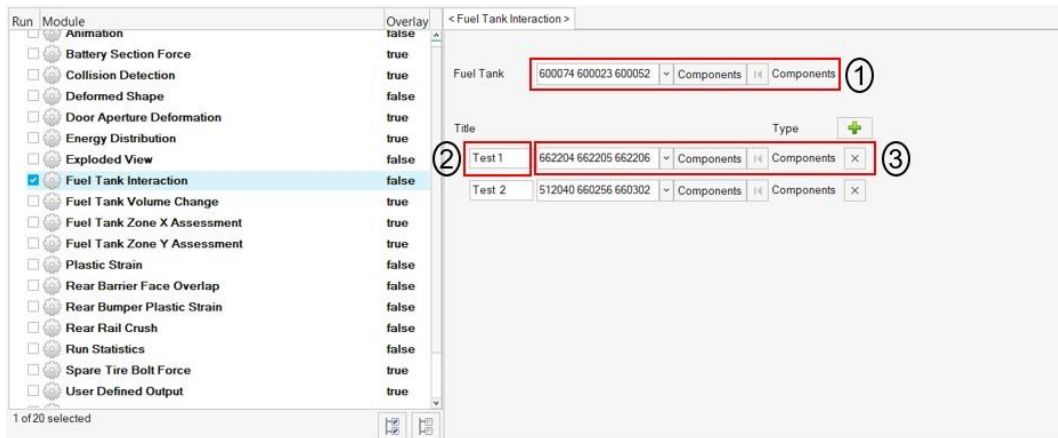 Run Module Overlay
Animation false
Battery Section Force true
Collision Detection true
Deformed Shape false
Door Aperture Deformation true
Energy Distribution true
Exploded View false
Fuel Tank Interaction false
Fuel Tank Volume Change true
Fuel Tank Zone X Assessment true
Fuel Tank Zone Y Assessment true
Plastic Strain false
Rear Barrier Face Overlap false
Rear Bumper Plastic Strain false
Rear Rail Crush false
Run Statistics false
Spare Tire Bolt Force true
User Defined Output true
1 of 20 selected
< Fuel Tank Interaction >
Fuel Tank 600074 600023 600052 Components Components 1
Title Type
2 Test 1 662204 662205 662206 Components Components 3
Test 2 512040 660256 660302 Components Components